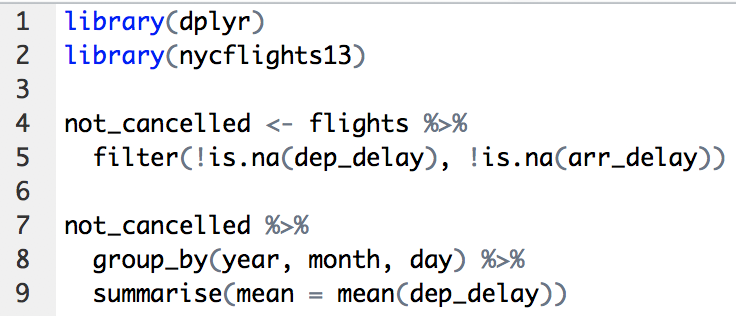 1 library(dplyr)
2 library(nycflights13)
3
4 not_cancelled <- flights %>%
5   filter(!is.na(dep_delay), !is.na(arr_delay))
6
7 not_cancelled %>%
8   group_by(year, month, day) %>%
9   summarise(mean = mean(dep_delay))